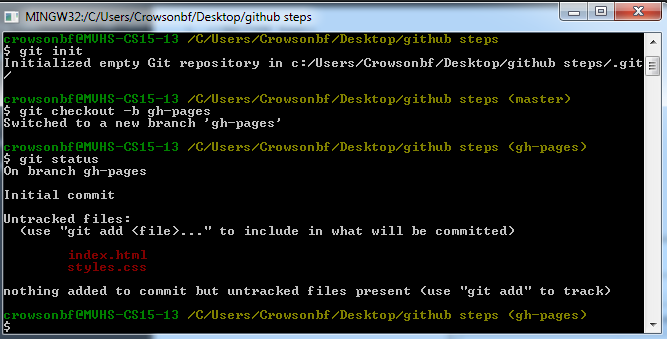 MINGW32:/C/Users/Crowsonbf/Desktop/github steps
crowsonbf@MVHS-CS15-13 /C/Users/Crowsonbf/Desktop/github steps
$ git init
Initialized empty Git repository in c:/Users/Crowsonbf/Desktop/github steps/.git
/
crowsonbf@MVHS-CS15-13 /C/Users/Crowsonbf/Desktop/github steps (master)
$ git checkout -b gh-pages
Switched to a new branch 'gh-pages'
crowsonbf@MVHS-CS15-13 /C/Users/Crowsonbf/Desktop/github steps (gh-pages)
$ git status
On branch gh-pages
Initial commit
Untracked files:
(use "git add <file>..." to include in what will be committed)
index.html
styles.css
nothing added to commit but untracked files present (use "git add" to track)
crowsonbf@MVHS-CS15-13 /C/Users/Crowsonbf/Desktop/github steps (gh-pages)
$